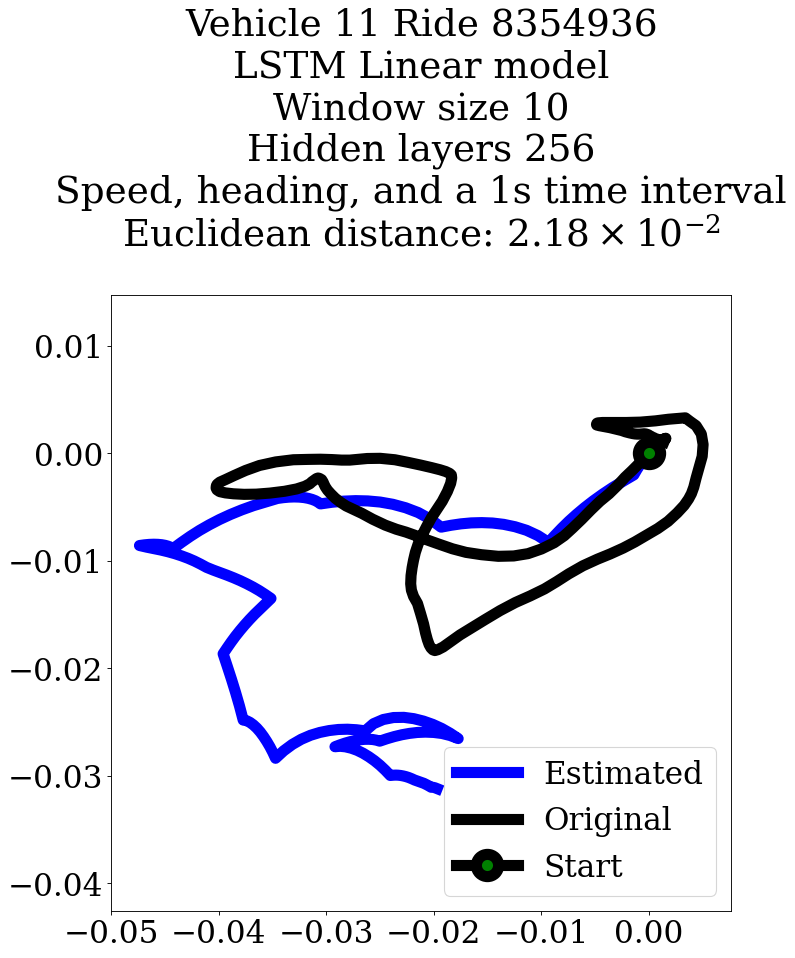 Vehicle 11 Ride 8354936
LSTM Linear model
Window size 10
Hidden layers 256
Speed, heading, and a 1s time interval
Euclidean distance: 2.18 × 10⁻²
0.01
0.00
−0.01
−0.02
−0.03
−0.04
Estimated
Original
Start
−0.05 −0.04 −0.03 −0.02 −0.01 0.00